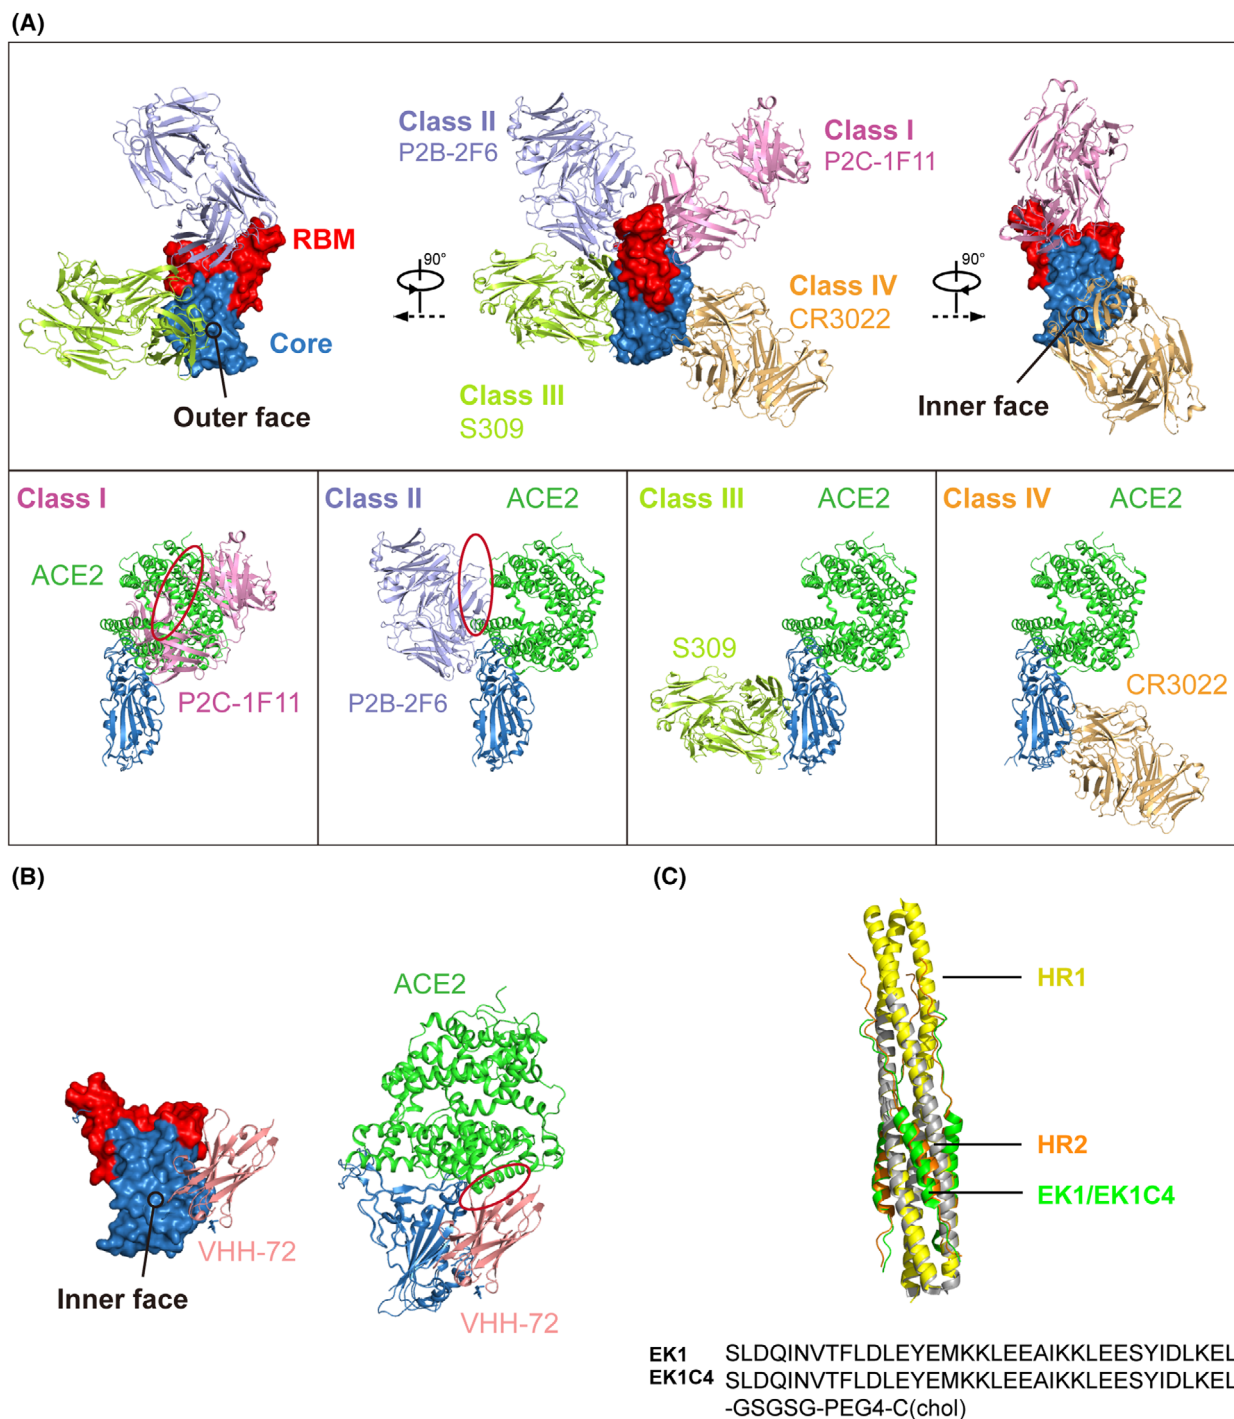 (A)
Class II
P2B-2F6
Class I
P2C-1F11
RBM
90°
90°
Class IV
CR3022
Core
Class III
S309
Outer face
Inner face
Class I
ACE2
P2C-1F11
Class II
ACE2
P2B-2F6
Class III
ACE2
S309
Class IV
ACE2
CR3022
(B)
ACE2
VHH-72
Inner face
VHH-72
(C)
HR1
HR2
EK1/EK1C4
EK1 SLDQINVTFLDLEYEMKKLEEAIKKLEESYIDLKEL
EK1C4 SLDQINVTFLDLEYEMKKLEEAIKKLEESYIDLKEL
-GSGSG-PEG4-C(chol)